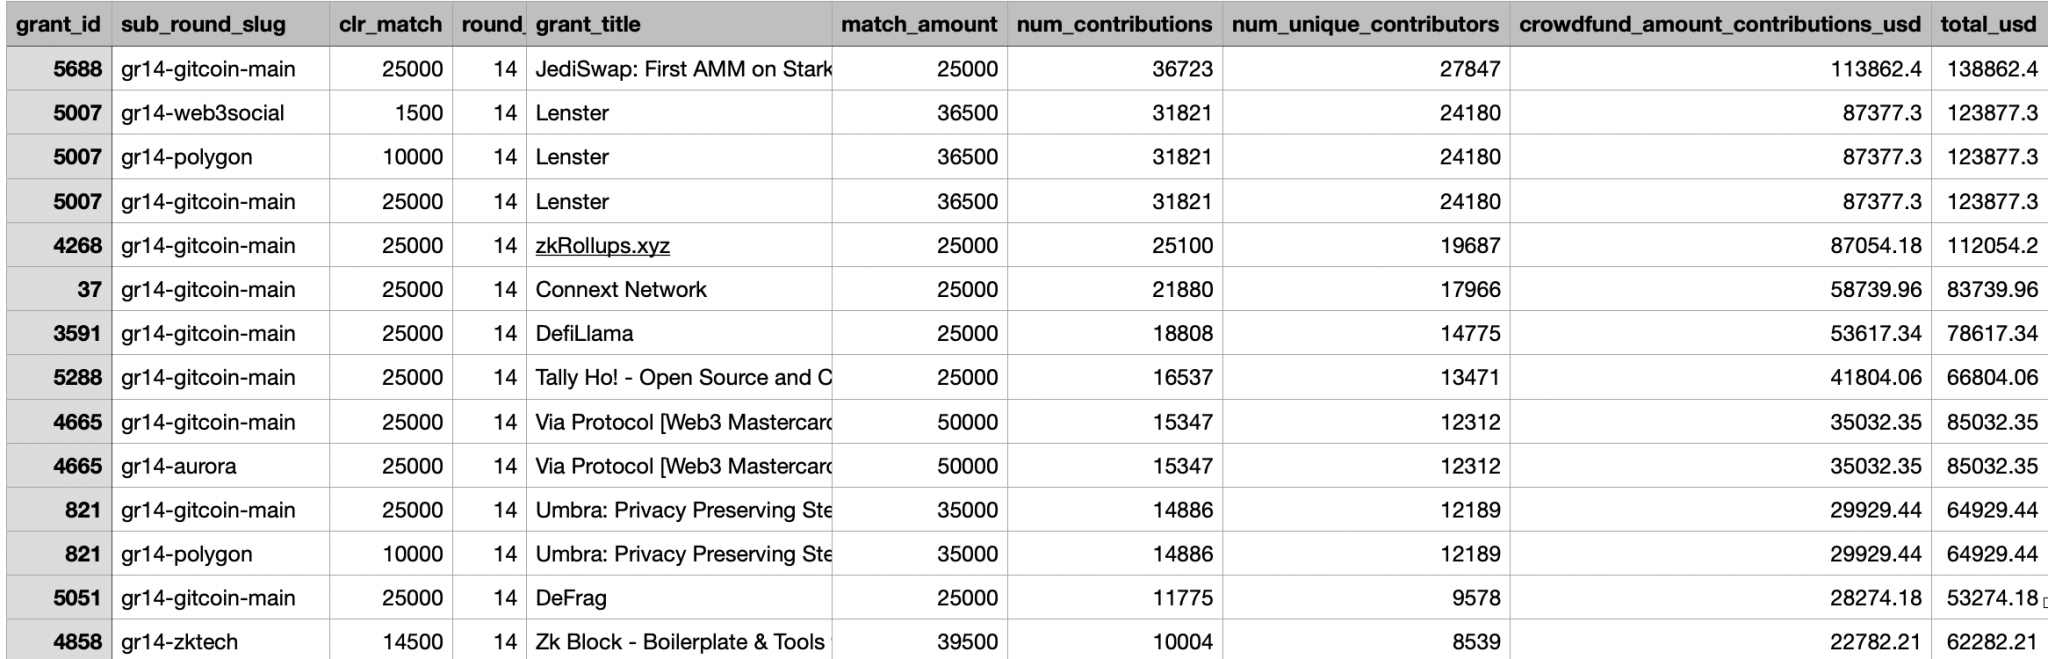 grant_id sub_round_slug clr_match round_ grant_title match_amount num_contributions num_unique_contributors crowdfund_amount_contributions_usd total_usd
5688 gr14-gitcoin-main 25000 14 JediSwap: First AMM on Stark 25000 36723 27847 113862.4 138862.4
5007 gr14-web3social 1500 14 Lenster 36500 31821 24180 87377.3 123877.3
5007 gr14-polygon 10000 14 Lenster 36500 31821 24180 87377.3 123877.3
5007 gr14-gitcoin-main 25000 14 Lenster 36500 31821 24180 87377.3 123877.3
4268 gr14-gitcoin-main 25000 14 zkRollups.xyz 25000 25100 19687 87054.18 112054.2
37 gr14-gitcoin-main 25000 14 Connext Network 25000 21880 17966 58739.96 83739.96
3591 gr14-gitcoin-main 25000 14 DefiLlama 25000 18808 14775 53617.34 78617.34
5288 gr14-gitcoin-main 25000 14 Tally Ho! - Open Source and C 25000 16537 13471 41804.06 66804.06
4665 gr14-gitcoin-main 25000 14 Via Protocol [Web3 Mastercard 50000 15347 12312 35032.35 85032.35
4665 gr14-aurora 25000 14 Via Protocol [Web3 Mastercard 50000 15347 12312 35032.35 85032.35
821 gr14-gitcoin-main 25000 14 Umbra: Privacy Preserving Ste 35000 14886 12189 29929.44 64929.44
821 gr14-polygon 10000 14 Umbra: Privacy Preserving Ste 35000 14886 12189 29929.44 64929.44
5051 gr14-gitcoin-main 25000 14 DeFrag 25000 11775 9578 28274.18 53274.18
4858 gr14-zktech 14500 14 Zk Block - Boilerplate & Tools 39500 10004 8539 22782.21 62282.21